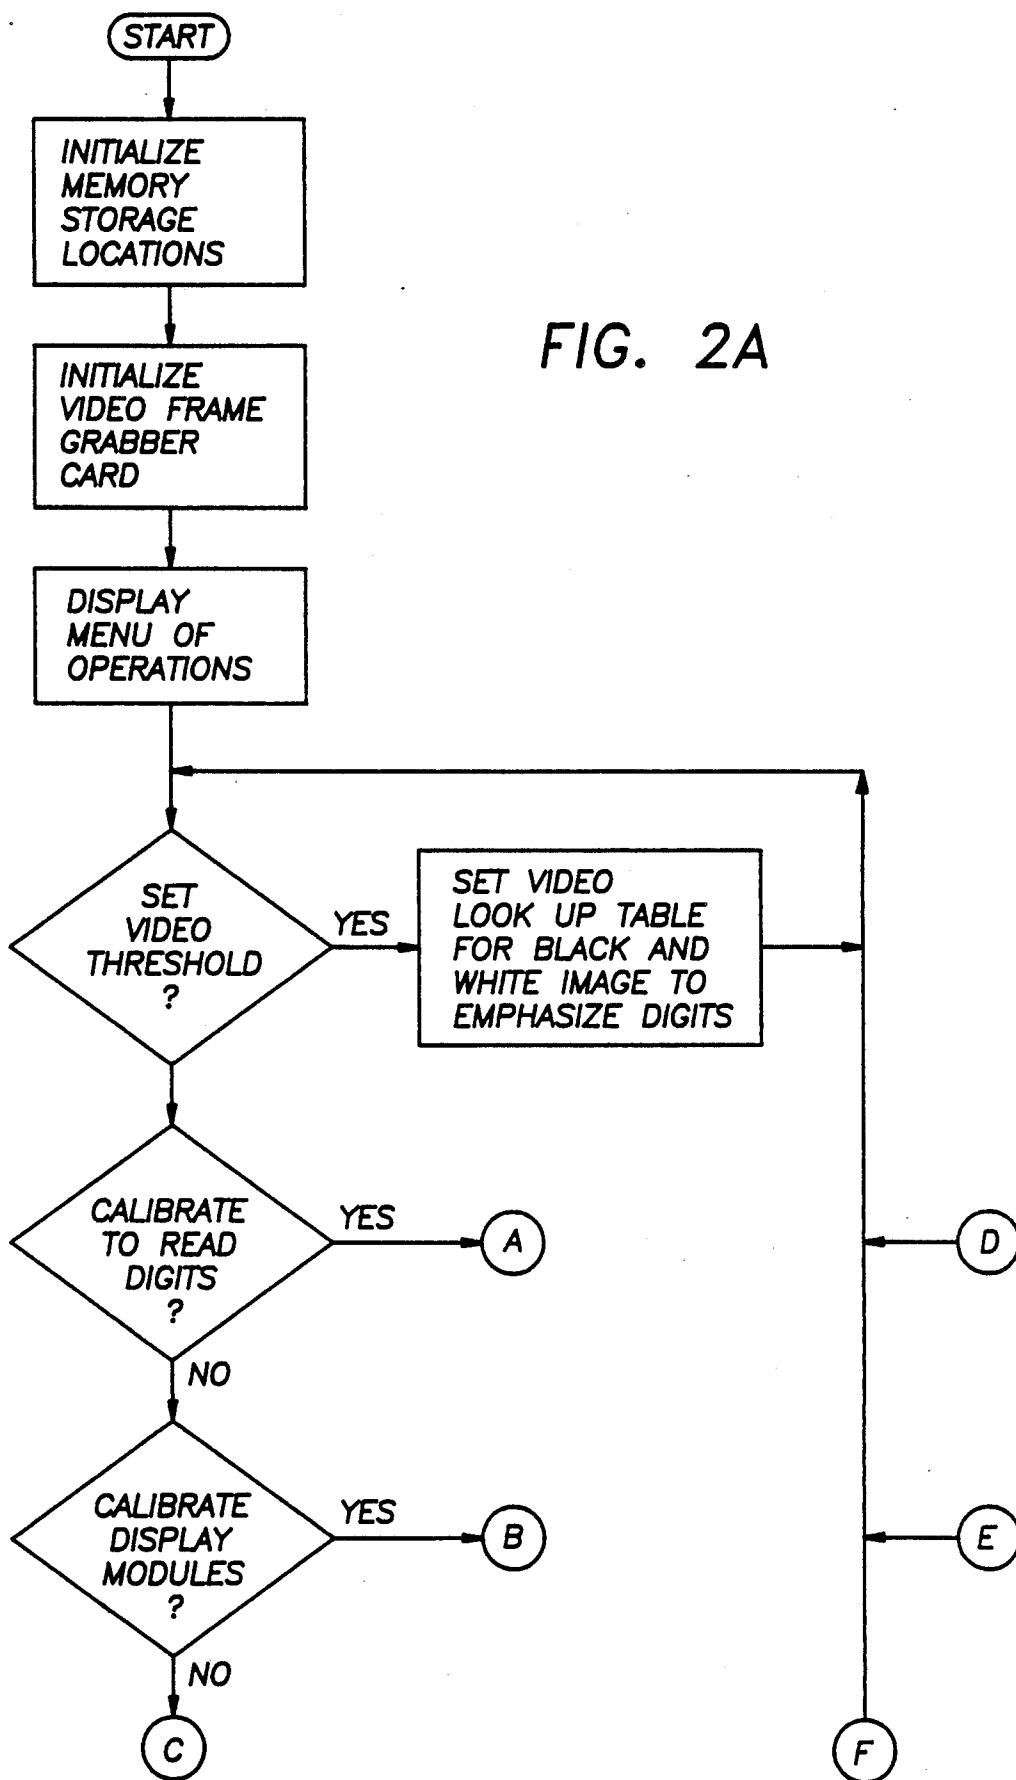 START
INITIALIZE
MEMORY
STORAGE
LOCATIONS
FIG. 2A
INITIALIZE
VIDEO FRAME
GRABBER
CARD
DISPLAY
MENU OF
OPERATIONS
SET
VIDEO
THRESHOLD
?
YES
SET VIDEO
LOOK UP TABLE
FOR BLACK AND
WHITE IMAGE TO
EMPHASIZE DIGITS
CALIBRATE
TO READ
DIGITS
?
YES
A
D
NO
CALIBRATE
DISPLAY
MODULES
?
YES
B
E
NO
C
F